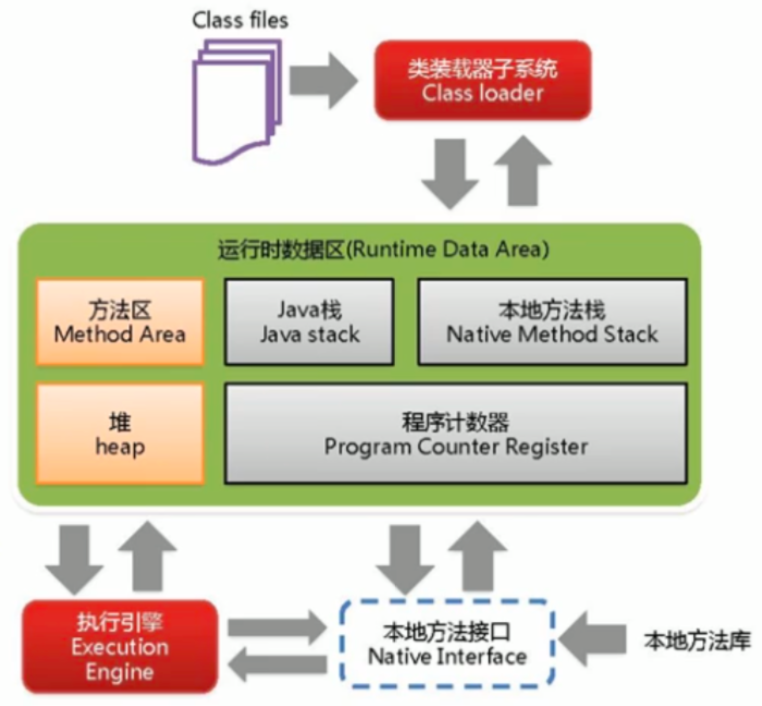 Class files
类装载器子系统
Class loader
运行时数据区(Runtime Data Area)
方法区
Method Area
Java栈
Java stack
本地方法栈
Native Method Stack
堆
heap
程序计数器
Program Counter Register
执行引擎
Execution
Engine
本地方法接口
Native Interface
本地方法库